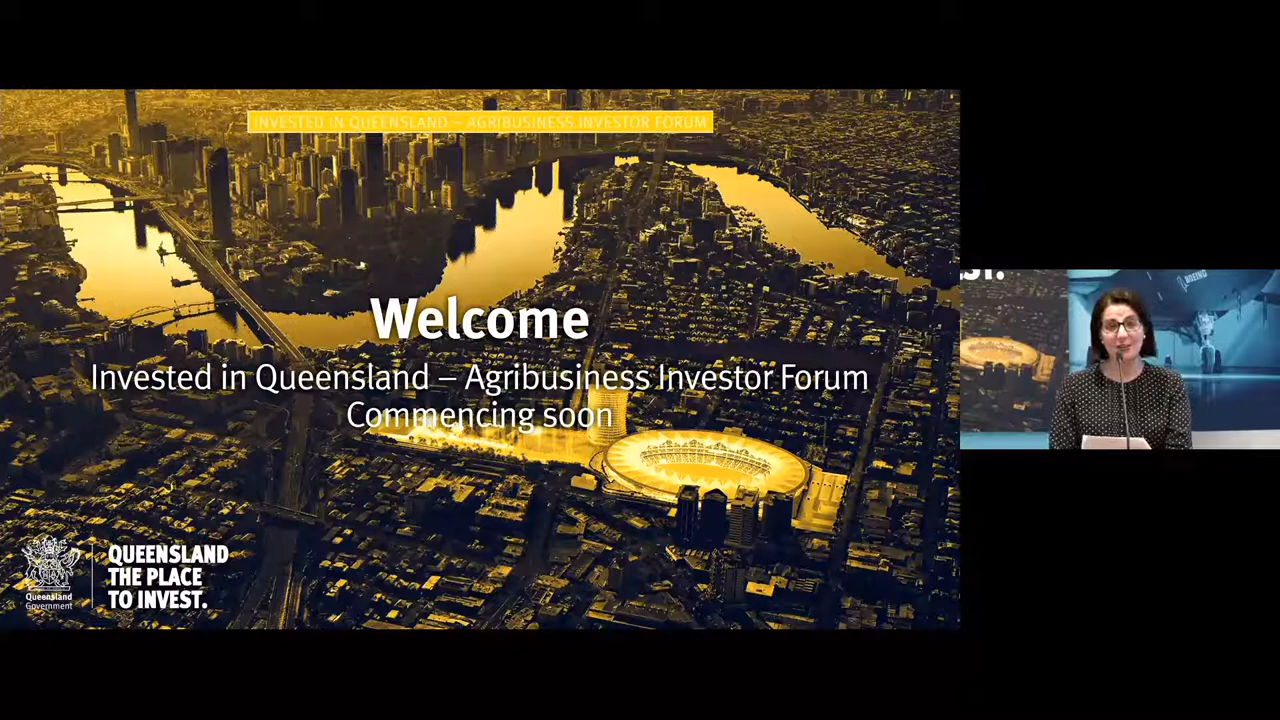 INVESTED IN QUEENSLAND – AGRIBUSINESS INVESTOR FORUM
Welcome
Invested in Queensland – Agribusiness Investor Forum
Commencing soon
BOEING
Queensland
Government
QUEENSLAND
THE PLACE
TO INVEST.